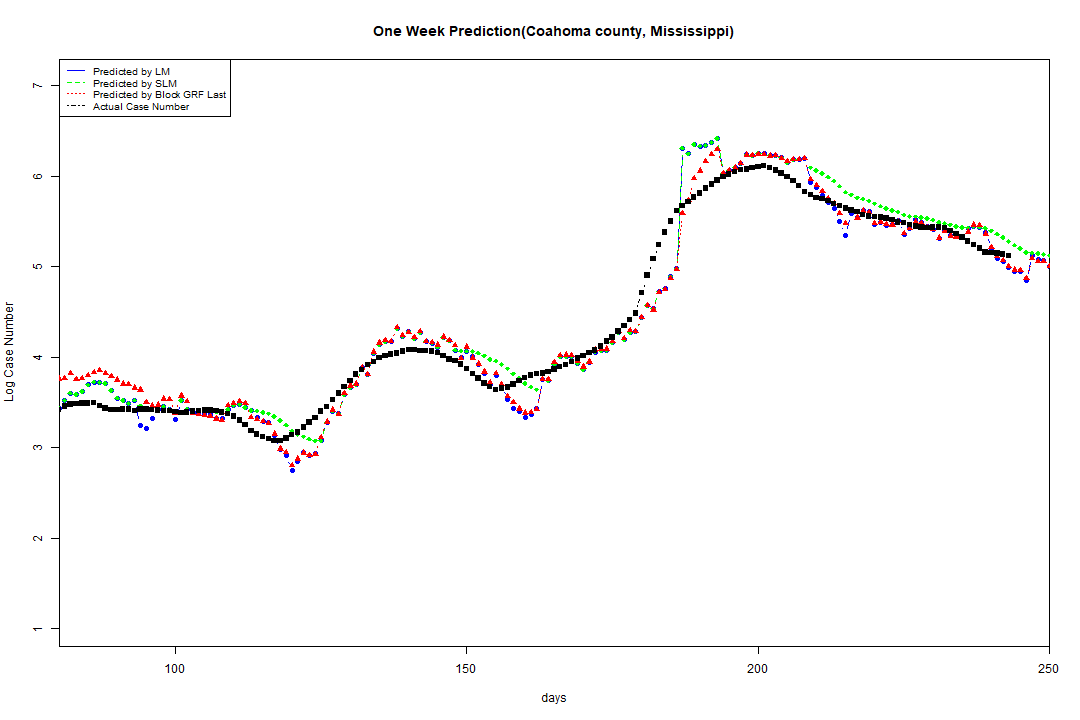 One Week Prediction(Coahoma county, Mississippi)
Predicted by LM
Predicted by SLM
Predicted by Block GRF Last
Actual Case Number
7
6
5
4
3
2
1
Log Case Number
100
150
200
250
days